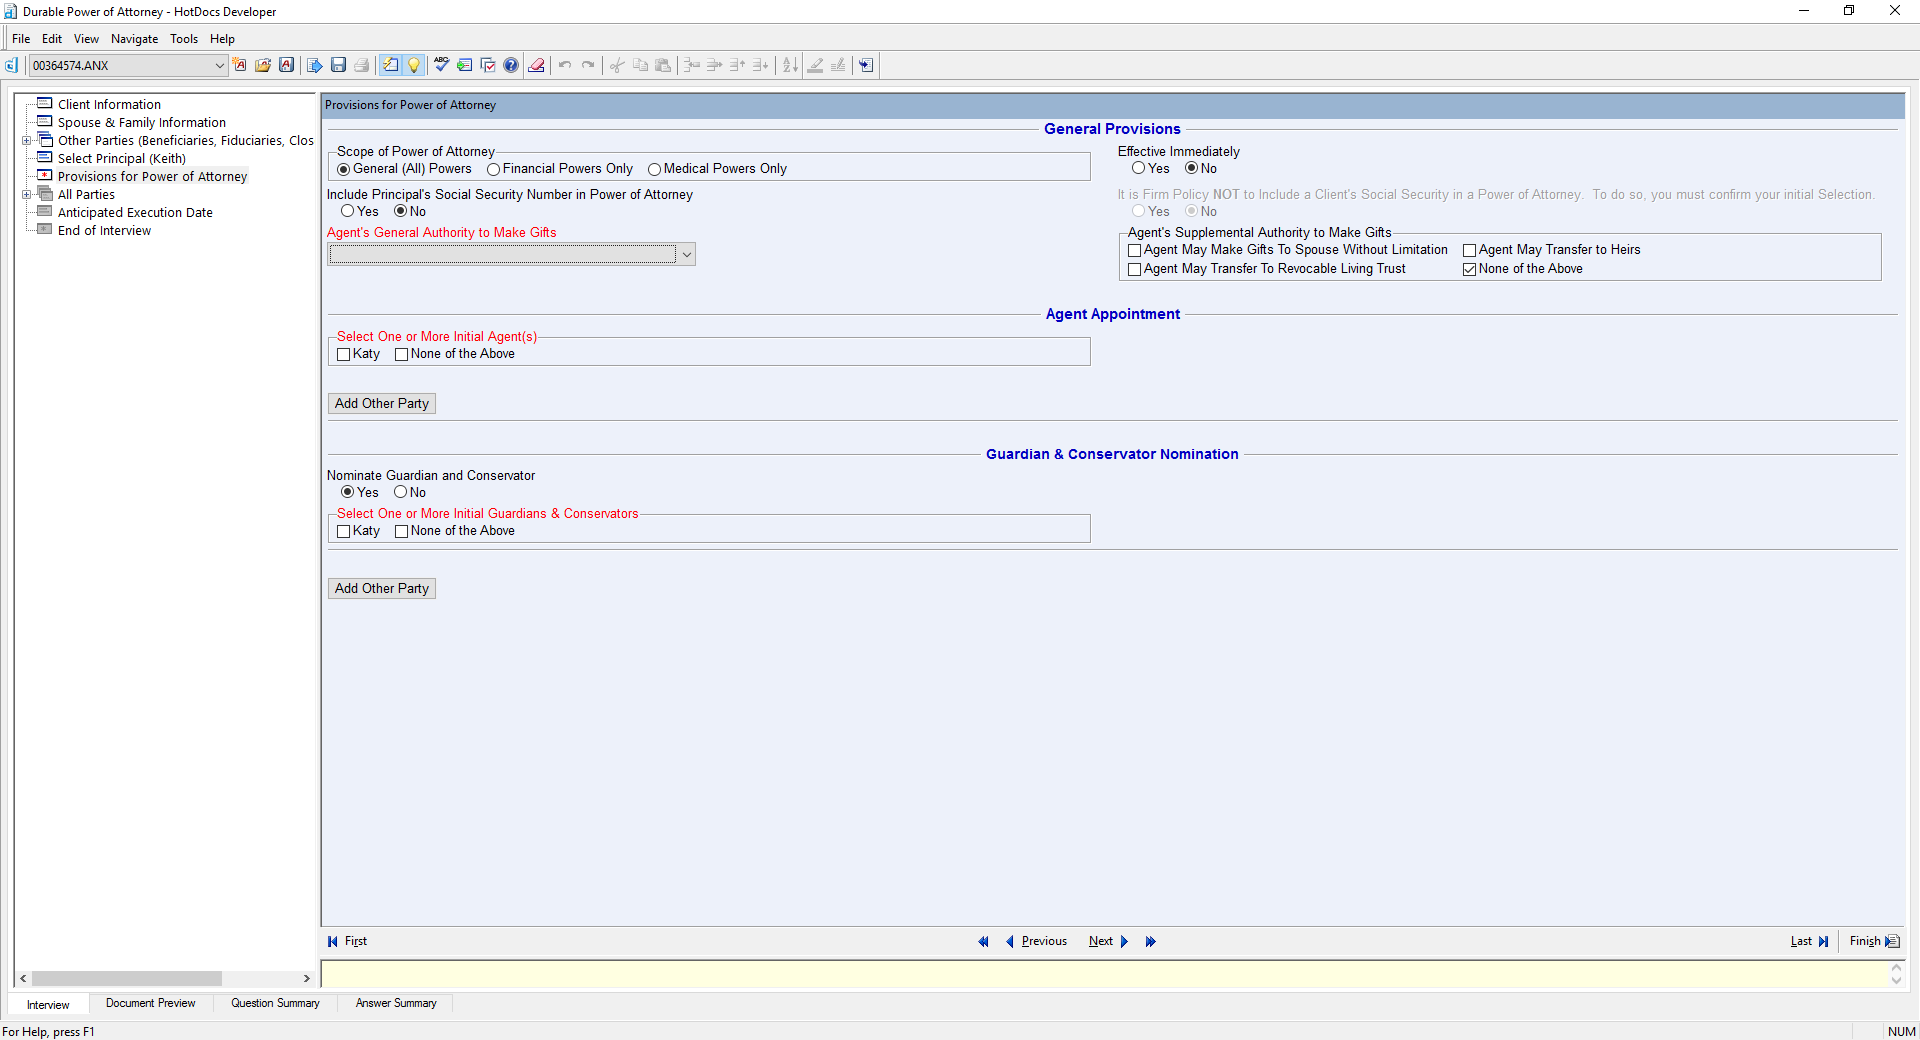 Durable Power of Attorney - HotDocs Developer
File Edit View Navigate Tools Help
00364574.ANX
Client Information
Spouse & Family Information
Other Parties (Beneficiaries, Fiduciaries, Clos
Select Principal (Keith)
Provisions for Power of Attorney
All Parties
Anticipated Execution Date
End of Interview
Provisions for Power of Attorney
General Provisions
Scope of Power of Attorney
General (All) Powers Financial Powers Only Medical Powers Only
Effective Immediately
Yes No
Include Principal's Social Security Number in Power of Attorney
Yes No
It is Firm Policy NOT to Include a Client's Social Security in a Power of Attorney. To do so, you must confirm your initial Selection.
Yes No
Agent's General Authority to Make Gifts
Agent's Supplemental Authority to Make Gifts
Agent May Make Gifts To Spouse Without Limitation Agent May Transfer to Heirs
Agent May Transfer To Revocable Living Trust None of the Above
Agent Appointment
Select One or More Initial Agent(s)
Katy None of the Above
Add Other Party
Guardian & Conservator Nomination
Nominate Guardian and Conservator
Yes No
Select One or More Initial Guardians & Conservators
Katy None of the Above
Add Other Party
First Previous Next Last Finish
Interview Document Preview Question Summary Answer Summary
For Help, press F1 NUM